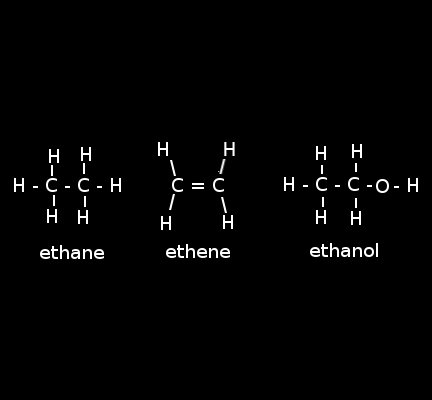 H H H H H H
H - C - C - H C = C H - C - C - O - H
H H H H H H
ethane ethene ethanol